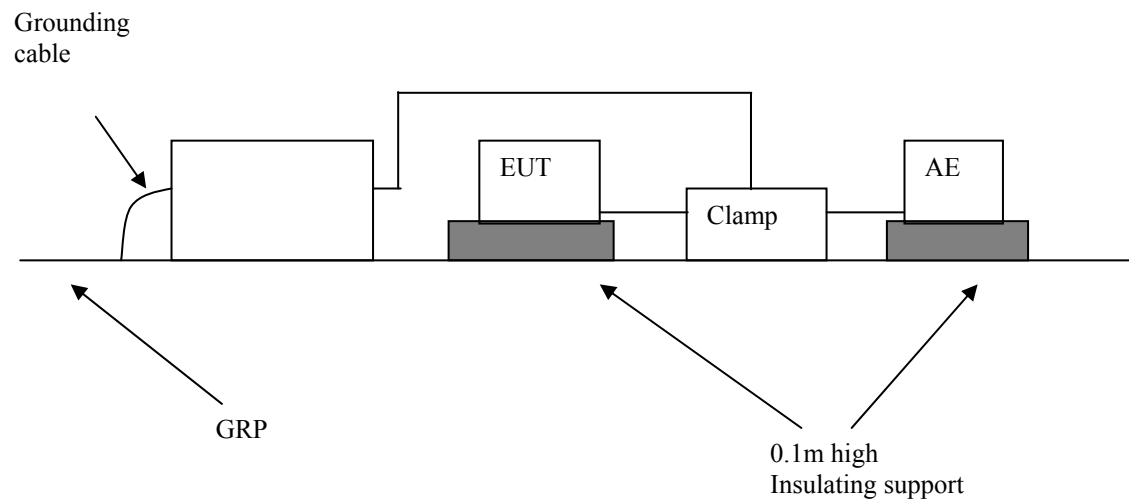 Grounding
cable
EUT
AE
Clamp
GRP
0.1m high
Insulating support